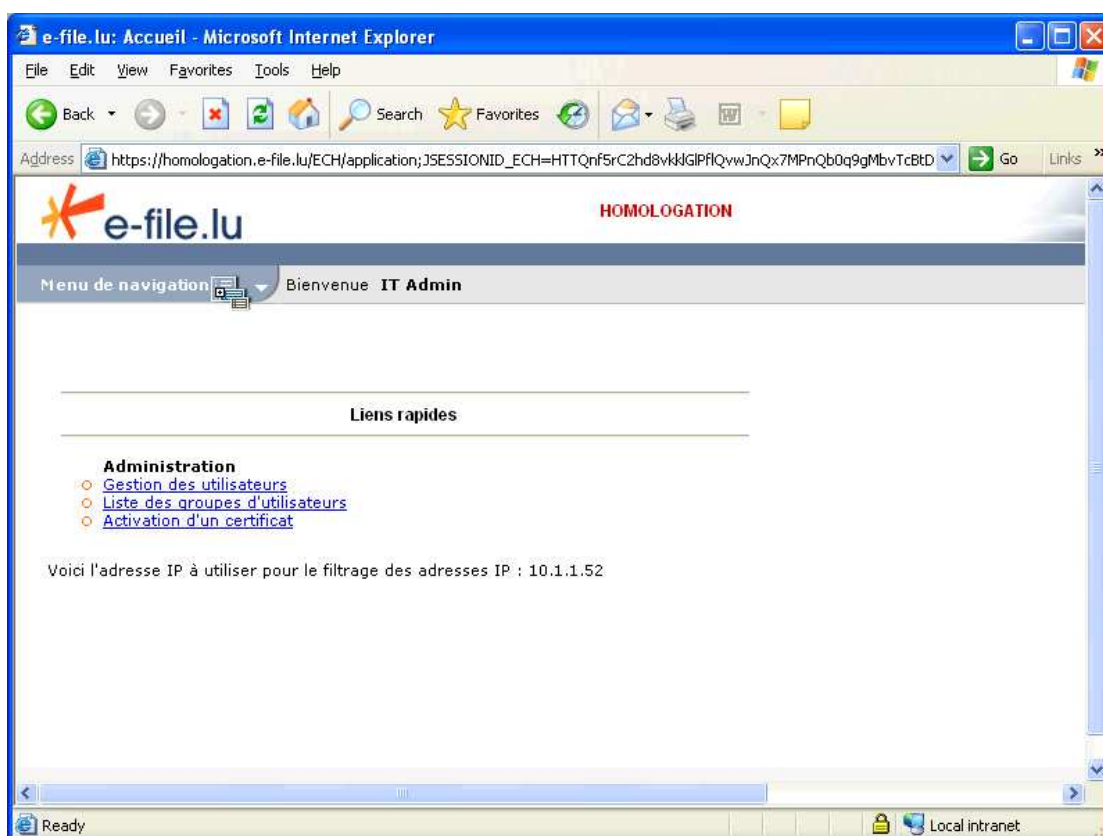 e-file.lu: Accueil - Microsoft Internet Explorer
File Edit View Favorites Tools Help
Back Search Favorites
Address https://homologation.e-file.lu/ECH/application;JSESSIONID_ECH= Go Links »
e-file.lu HOMOLOGATION
Menu de navigation Bienvenue IT Admin
Liens rapides
Administration
Gestion des utilisateurs
Liste des groupes d'utilisateurs
Activation d'un certificat
Voici l'adresse IP à utiliser pour le filtrage des adresses IP : 10.1.1.52
Ready Local intranet